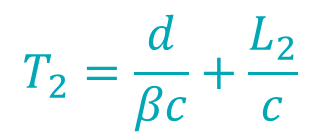 T₂ = d/βc + L₂/c